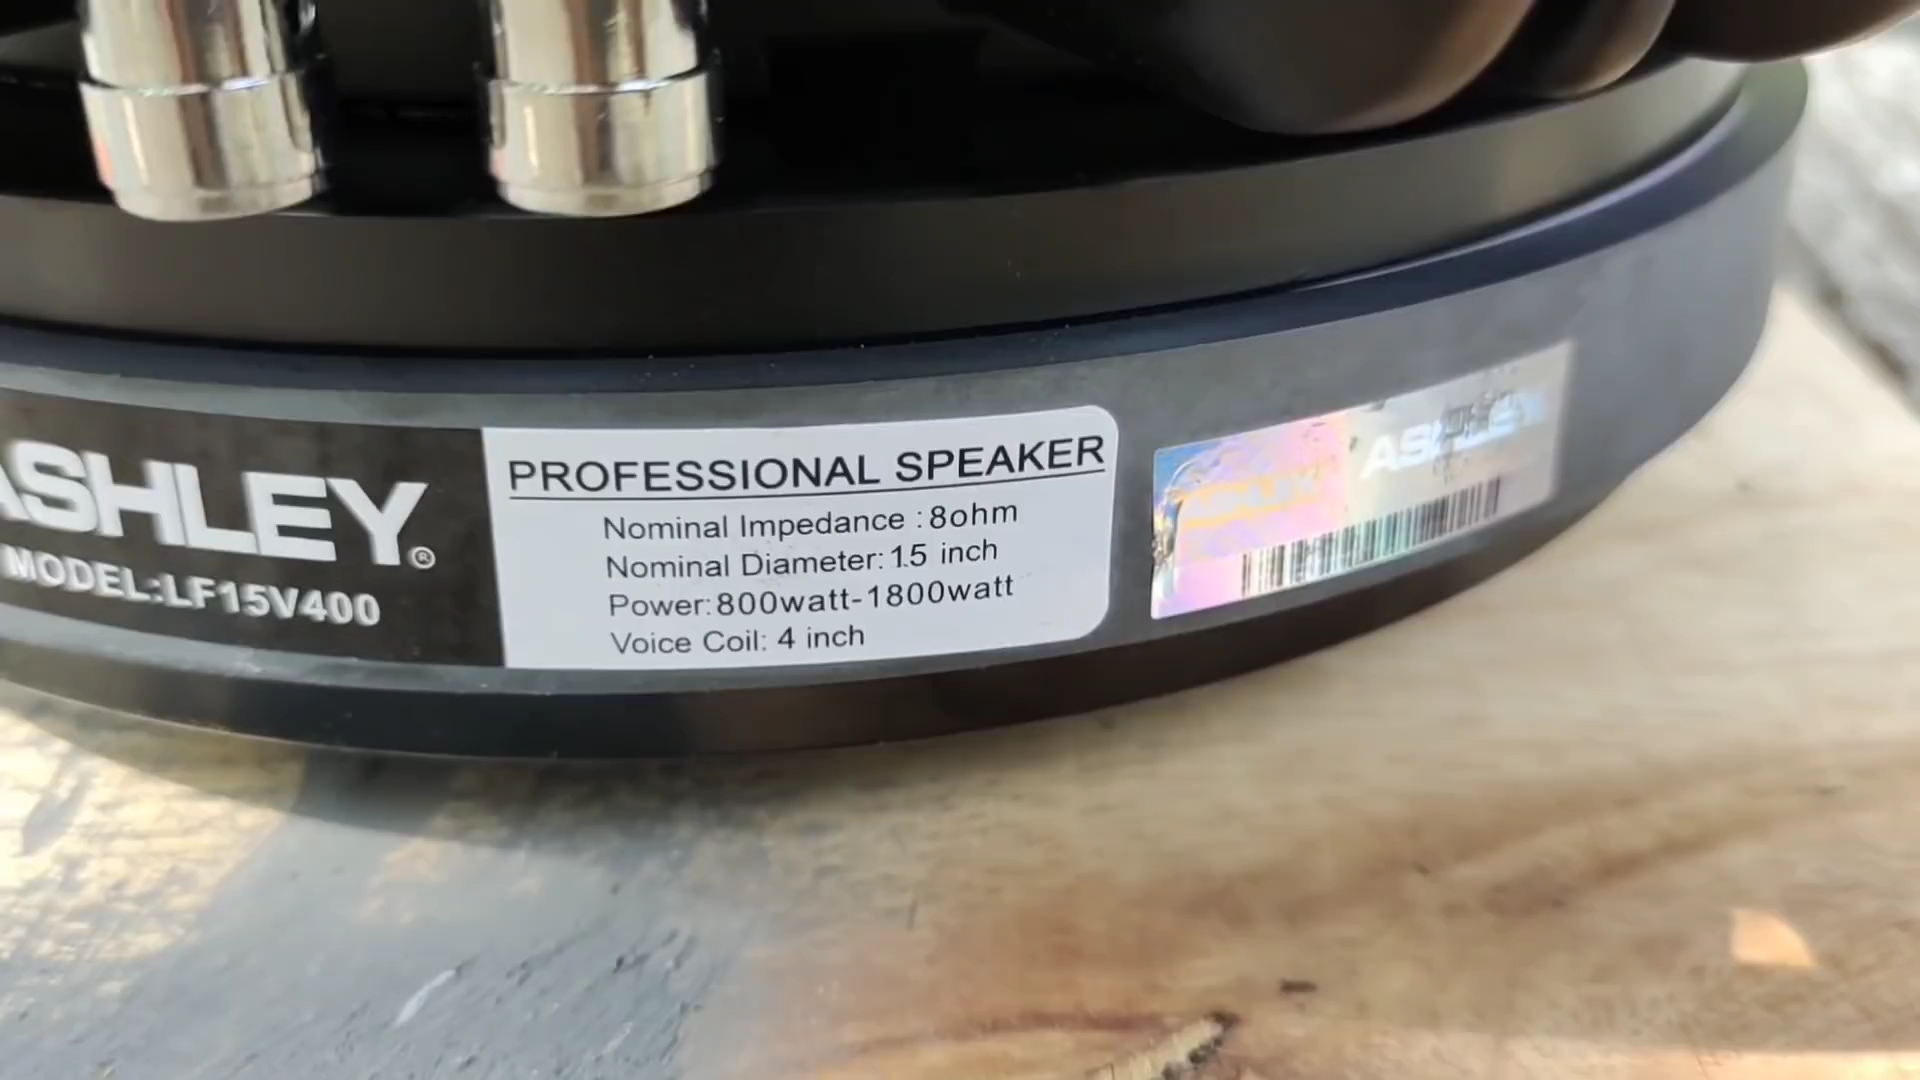 ASHLEY®
MODEL:LF15V400
PROFESSIONAL SPEAKER
Nominal Impedance : 8ohm
Nominal Diameter: 15 inch
Power: 800watt-1800watt
Voice Coil: 4 inch
ASHLEY